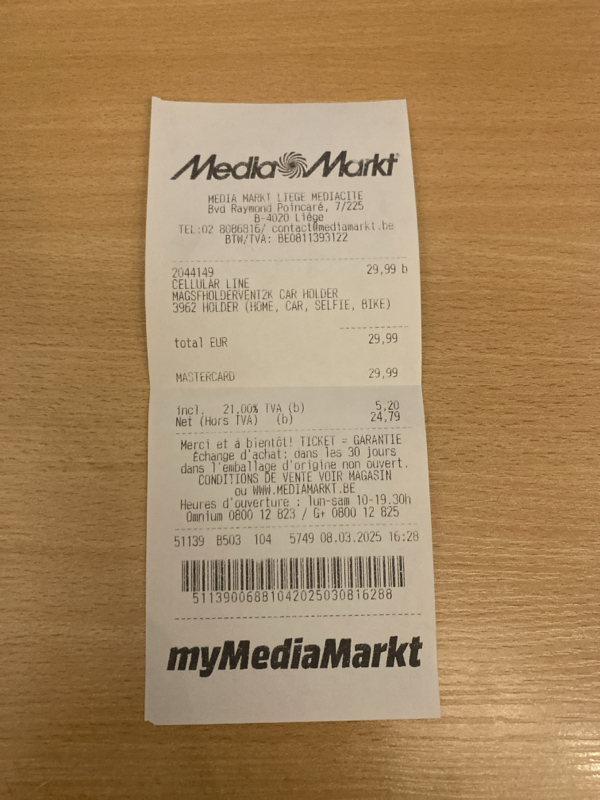 Media Markt
MEDIA MARKT LIEGE MEDIACITE
Bvd Raymond Poincaré, 7/225
B-4020 Liège
TEL:02 8086816/ contact@mediamarkt.be
BTW/TVA: BE0811393122
2044149 29,99 b
CELLULAR LINE
MAGSFHOLDERVENT2K CAR HOLDER
3962 HOLDER (HOME, CAR, SELFIE, BIKE)
total EUR 29,99
MASTERCARD 29,99
incl. 21,00% TVA (b) 5,20
Net (Hors TVA) (b) 24,79
Merci et à bientôt! TICKET = GARANTIE
Échange d'achat: dans les 30 jours
dans l'emballage d'origine non ouvert.
CONDITIONS DE VENTE VOIR MAGASIN
ou WWW.MEDIAMARKT.BE
Heures d'ouverture : lun-sam 10-19.30h
Omnium 0800 12 823 / G+ 0800 12 825
51139 B503 104 5749 08.03.2025 16:28
51139006881042025030816288
myMediaMarkt